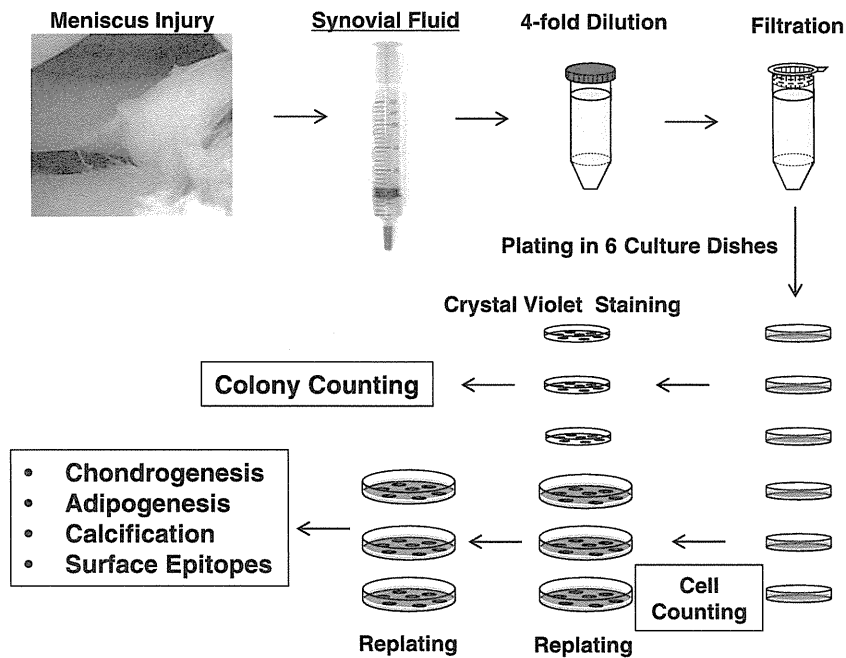 Meniscus Injury
Synovial Fluid
4-fold Dilution
Filtration
Plating in 6 Culture Dishes
Crystal Violet Staining
Colony Counting
• Chondrogenesis
• Adipogenesis
• Calcification
• Surface Epitopes
Cell
Counting
Replating
Replating